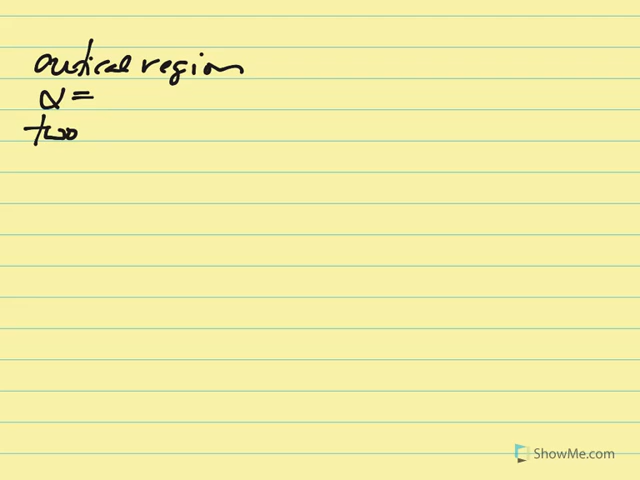 critical region
α =
two
ShowMe.com